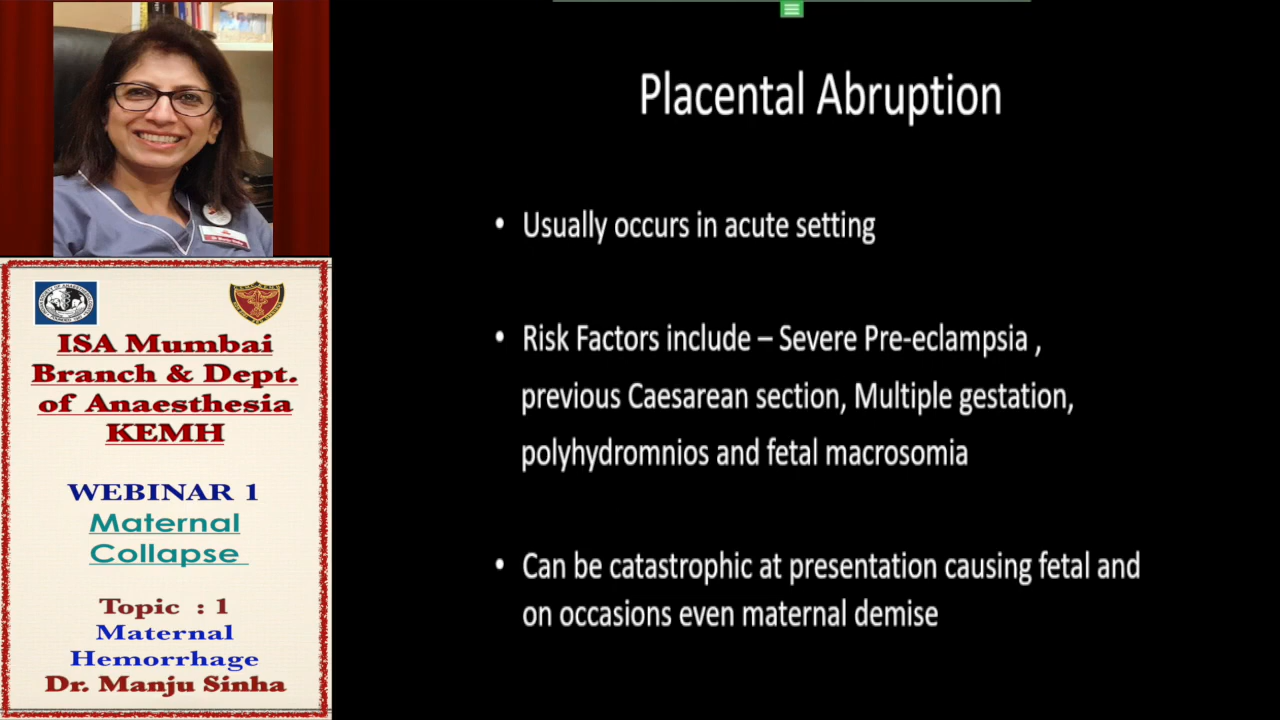 ISA Mumbai
Branch & Dept.
of Anaesthesia
KEMH
WEBINAR 1
Maternal
Collapse
Topic : 1
Maternal
Hemorrhage
Dr. Manju Sinha
Placental Abruption
• Usually occurs in acute setting
• Risk Factors include – Severe Pre-eclampsia ,
previous Caesarean section, Multiple gestation,
polyhydromnios and fetal macrosomia
• Can be catastrophic at presentation causing fetal and
on occasions even maternal demise